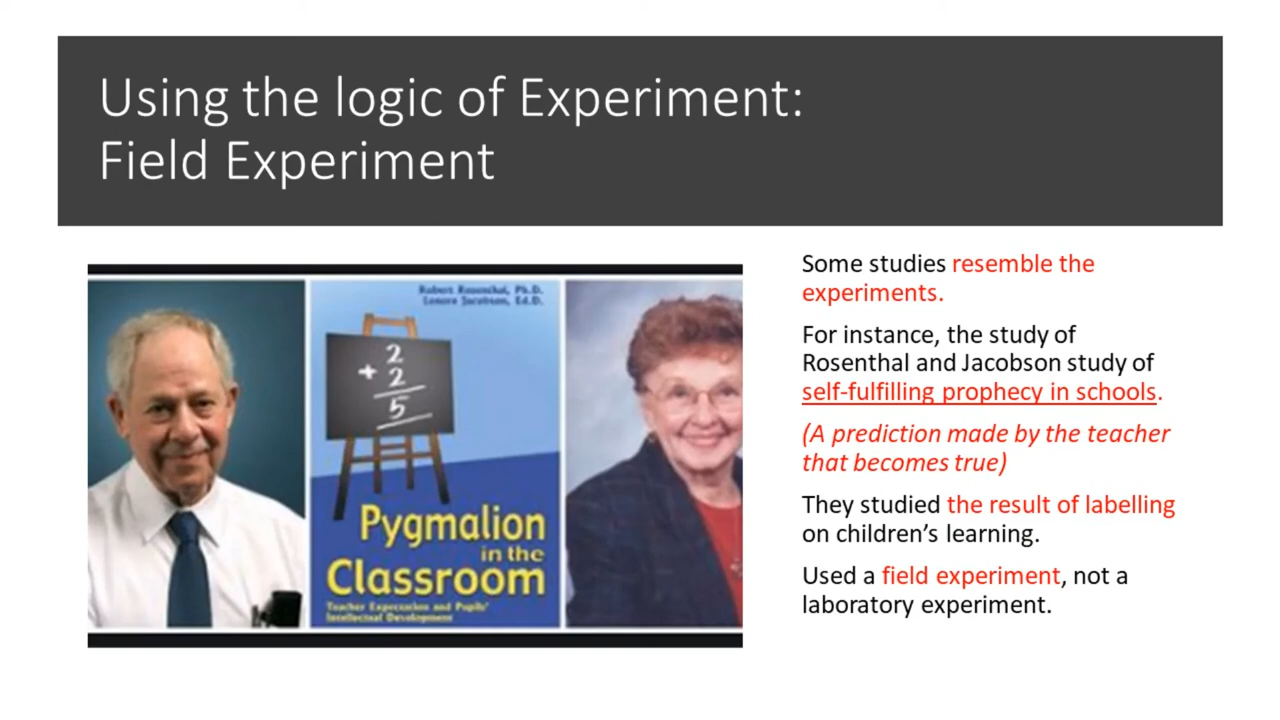 Using the logic of Experiment:
Field Experiment
Robert Rosenthal, Ph.D.
Lenore Jacobson, Ed.D.
2
+ 2
5
Pygmalion
in the
Classroom
Teacher Expectation and Pupils'
Intellectual Development
Some studies resemble the
experiments.
For instance, the study of
Rosenthal and Jacobson study of
self-fulfilling prophecy in schools.
(A prediction made by the teacher
that becomes true)
They studied the result of labelling
on children's learning.
Used a field experiment, not a
laboratory experiment.